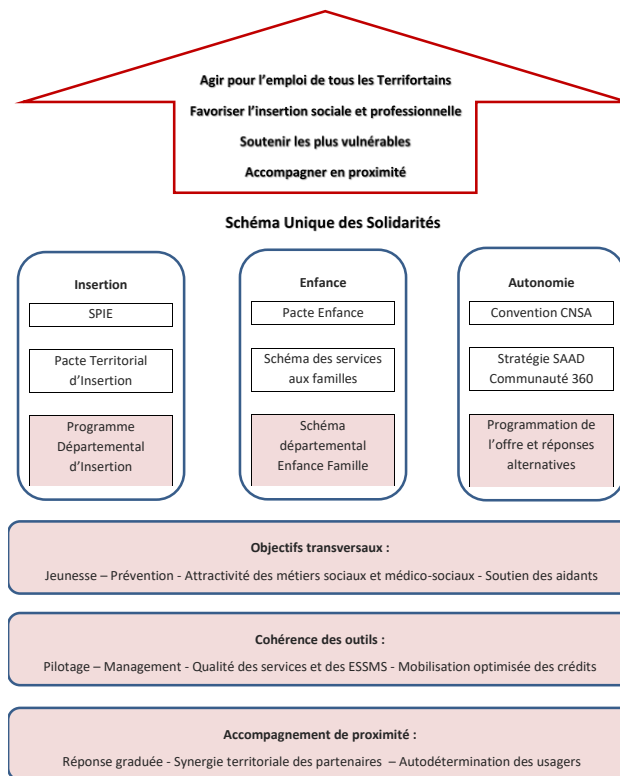 Agir pour l'emploi de tous les Terrifortains
Favoriser l'insertion sociale et professionnelle
Soutenir les plus vulnérables
Accompagner en proximité
Schéma Unique des Solidarités
Insertion
SPIE
Pacte Territorial
d'Insertion
Programme
Départemental
d'Insertion
Enfance
Pacte Enfance
Schéma des services
aux familles
Schéma
départemental
Enfance Famille
Autonomie
Convention CNSA
Stratégie SAAD
Communauté 360
Programmation de
l'offre et réponses
alternatives
Objectifs transversaux :
Jeunesse – Prévention - Attractivité des métiers sociaux et médico-sociaux - Soutien des aidants
Cohérence des outils :
Pilotage – Management - Qualité des services et des ESSMS - Mobilisation optimisée des crédits
Accompagnement de proximité :
Réponse graduée - Synergie territoriale des partenaires – Autodétermination des usagers